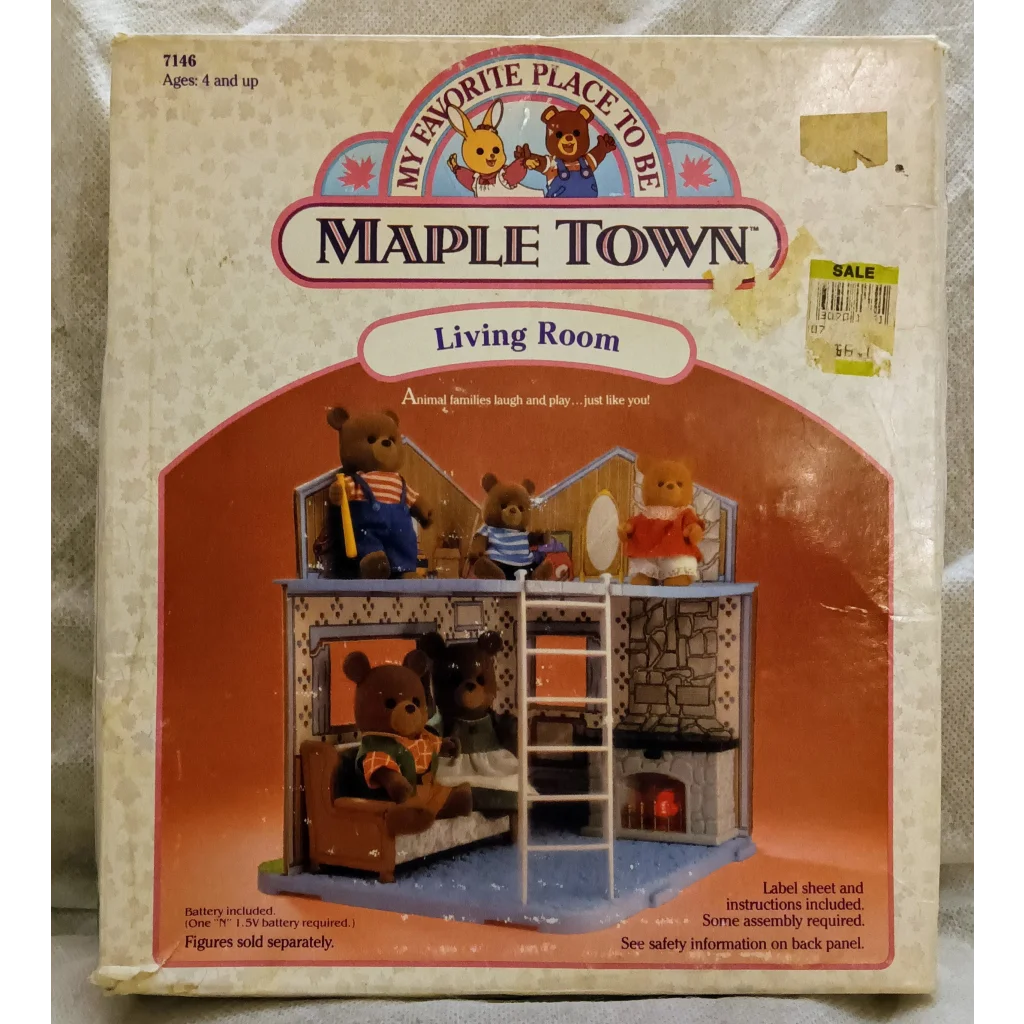 7146
Ages: 4 and up
MY FAVORITE PLACE TO BE
MAPLE TOWN™
SALE
07
Living Room
Animal families laugh and play...just like you!
Battery included.
(One "N" 1.5V battery required.)
Figures sold separately.
Label sheet and
instructions included.
Some assembly required.
See safety information on back panel.